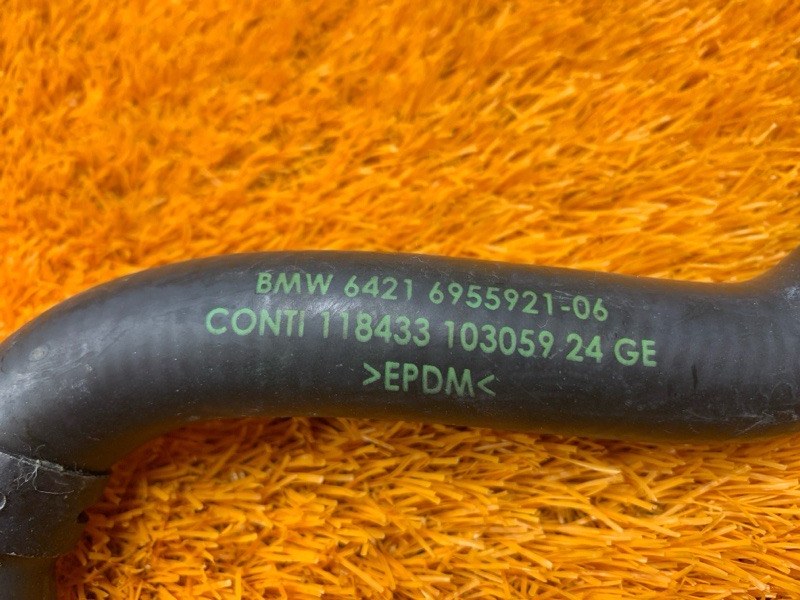 BMW 6421 6955921-06
CONTI 118433 103059 24 GE
>EPDM<